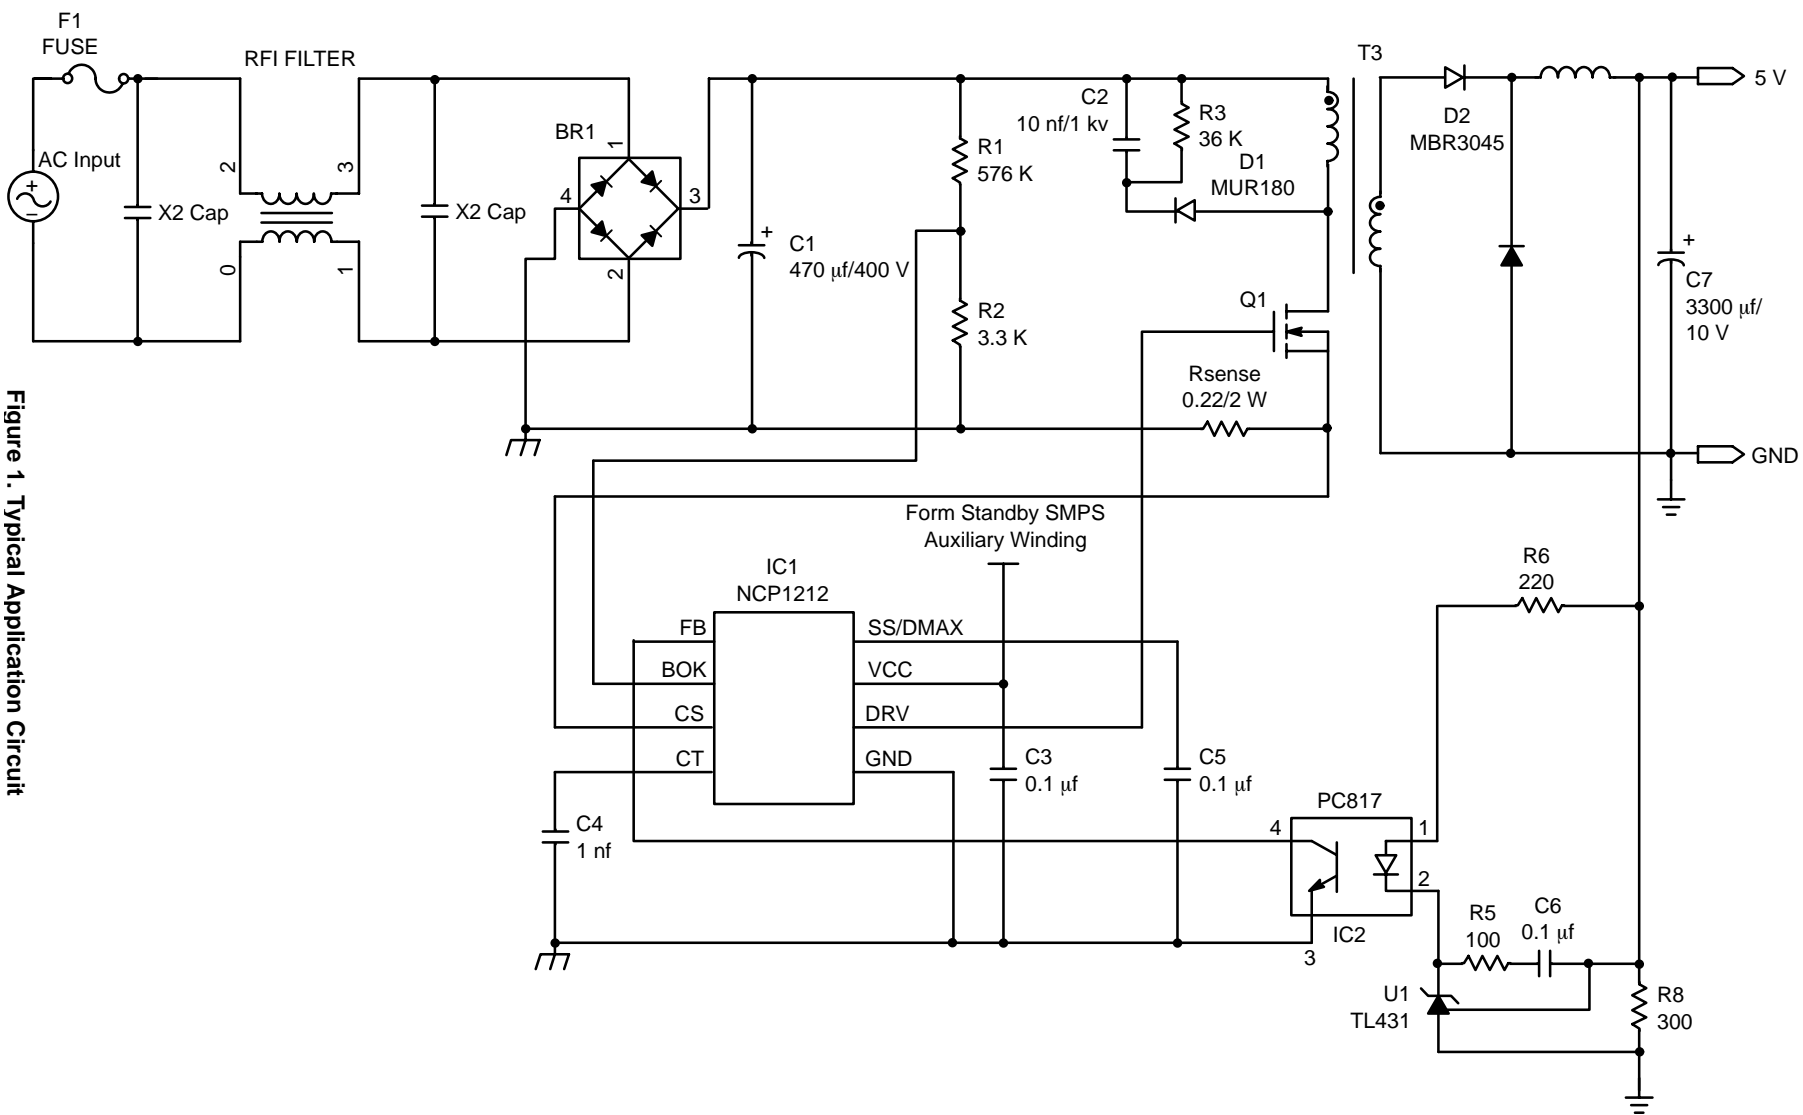 F1
FUSE
RFI FILTER
AC Input
+
−
X2 Cap
2
3
0
1
X2 Cap
BR1
1
4
3
2
+
C1
470 µf/400 V
R1
576 K
R2
3.3 K
C2
10 nf/1 kv
R3
36 K
D1
MUR180
T3
D2
MBR3045
5 V
+
C7
3300 µf/
10 V
GND
Q1
Rsense
0.22/2 W
Form Standby SMPS
Auxiliary Winding
IC1
NCP1212
FB
BOK
CS
CT
SS/DMAX
VCC
DRV
GND
C3
0.1 µf
C5
0.1 µf
C4
1 nf
R6
220
PC817
4
1
2
3
IC2
R5
100
C6
0.1 µf
U1
TL431
R8
300
Figure 1. Typical Application Circuit